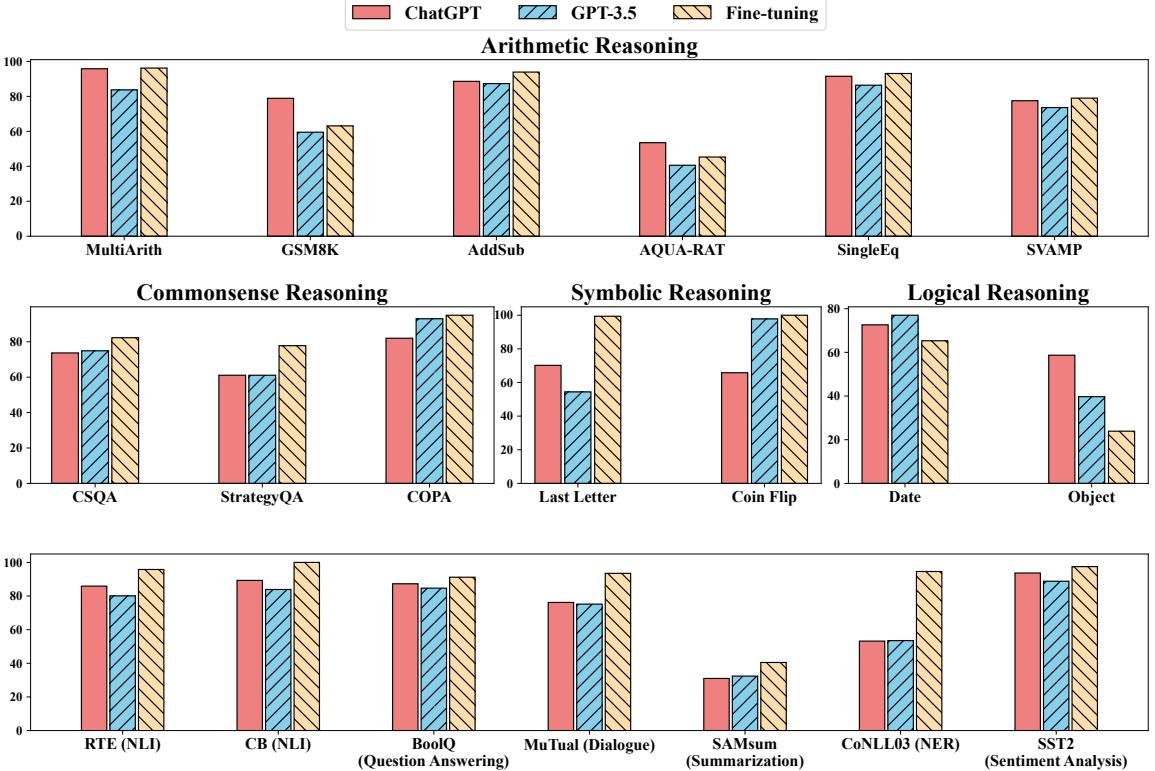 ChatGPT GPT-3.5 Fine-tuning
Arithmetic Reasoning
100
80
60
40
20
0
MultiArith GSM8K AddSub AQUA-RAT SingleEq SVAMP
Commonsense Reasoning
80
60
40
20
0
CSQA StrategyQA COPA
Symbolic Reasoning
100
80
60
40
20
0
Last Letter Coin Flip
Logical Reasoning
80
60
40
20
0
Date Object
100
80
60
40
20
0
RTE (NLI) CB (NLI) BoolQ MuTual (Dialogue) SAMsum CoNLL03 (NER) SST2
(Question Answering) (Summarization) (Sentiment Analysis)